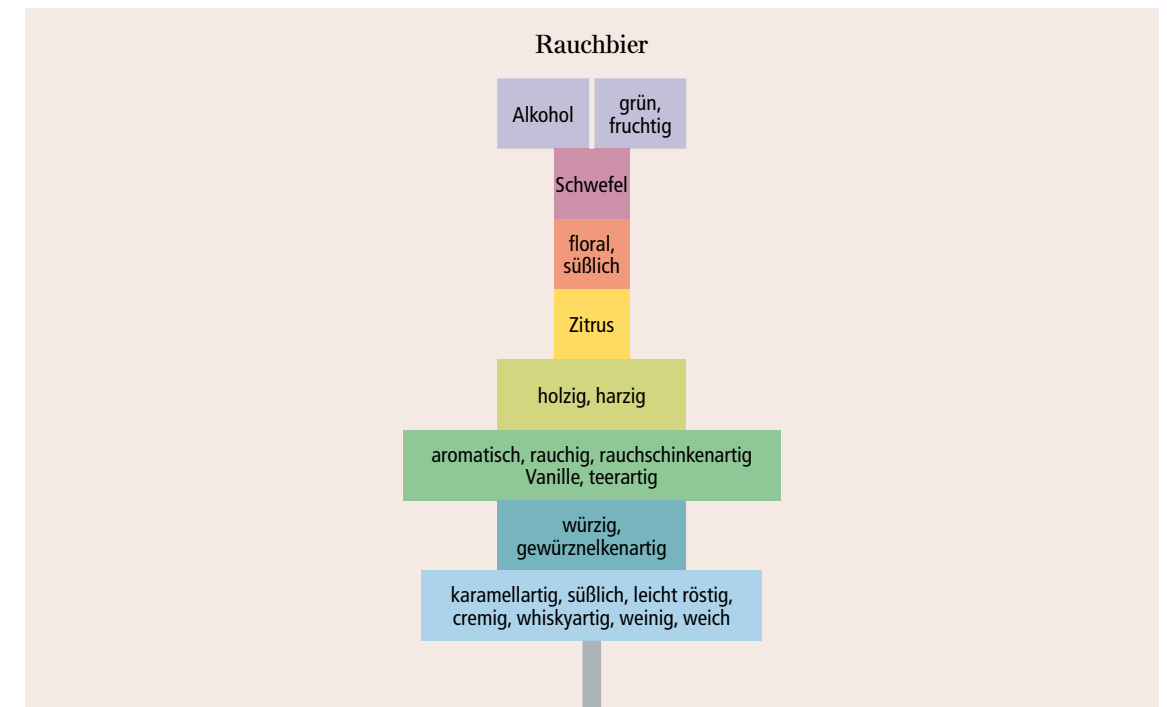 Rauchbier
Alkohol
grün,
fruchtig
Schwefel
floral,
süßlich
Zitrus
holzig, harzig
aromatisch, rauchig, rauchschinkenartig
Vanille, teerartig
würzig,
gewürznelkenartig
karamellartig, süßlich, leicht röstig,
cremig, whiskyartig, weinig, weich